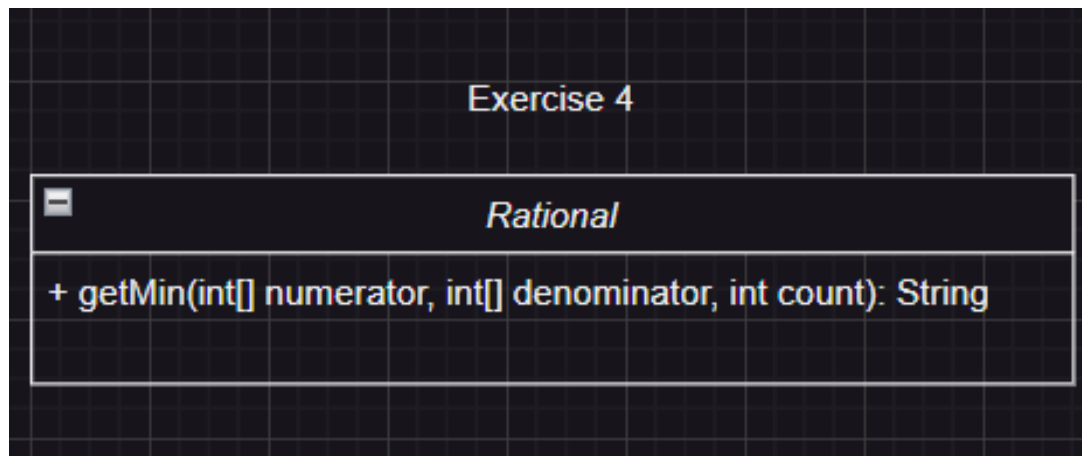 Exercise 4
Rational
+ getMin(int[] numerator, int[] denominator, int count): String